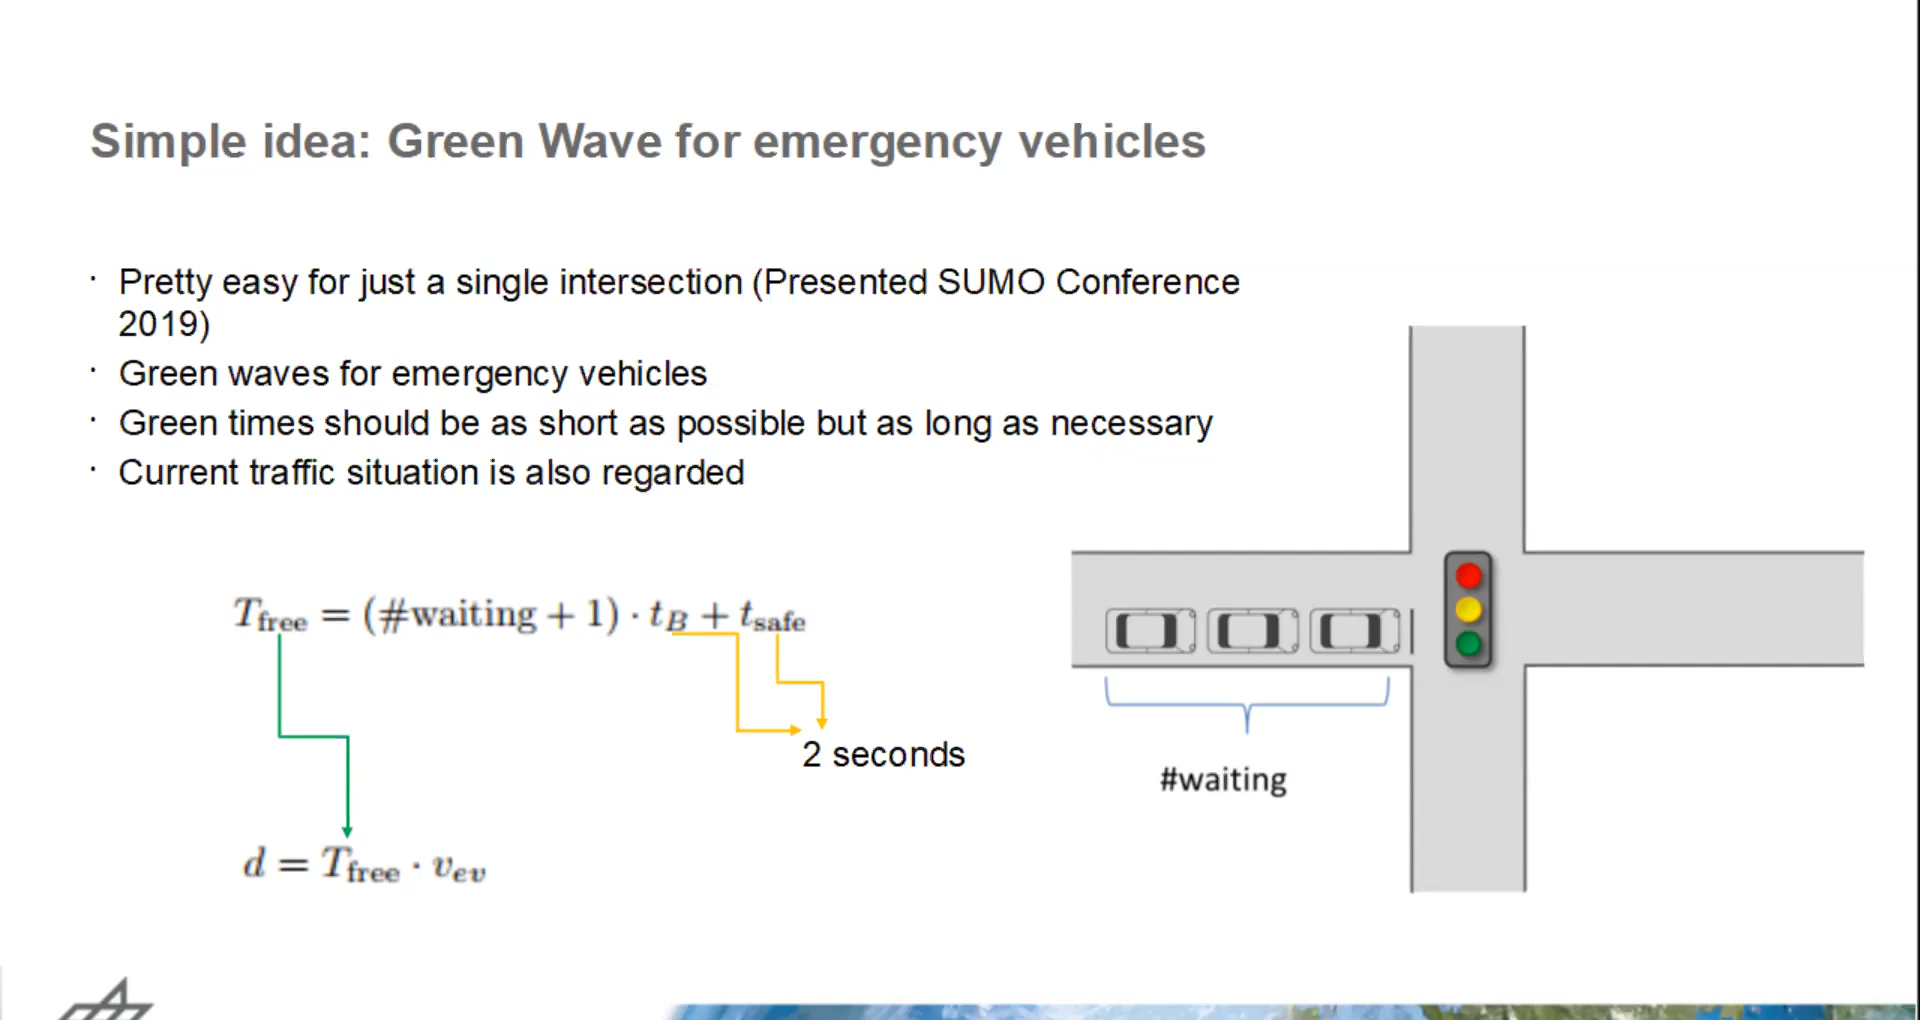 Simple idea: Green Wave for emergency vehicles
· Pretty easy for just a single intersection (Presented SUMO Conference
2019)
· Green waves for emergency vehicles
· Green times should be as short as possible but as long as necessary
· Current traffic situation is also regarded
T_free = (#waiting + 1) · t_B + t_safe
2 seconds
#waiting
d = T_free · v_ev